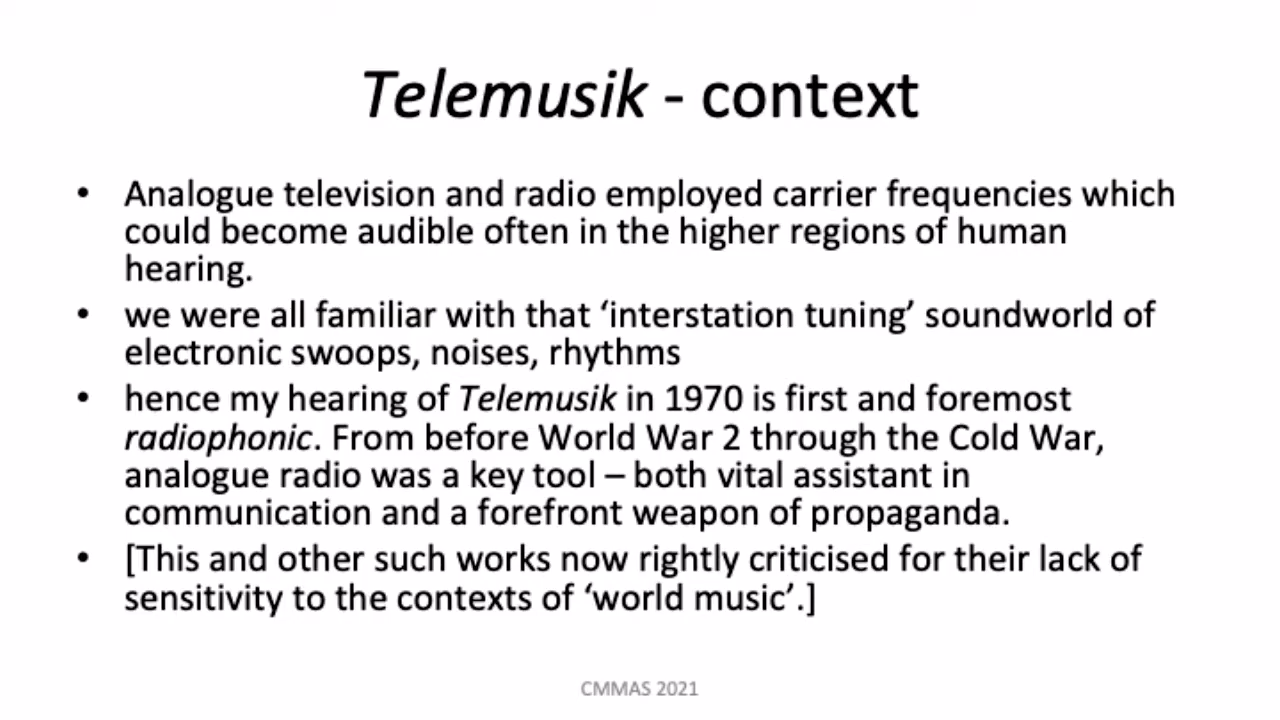 Telemusik - context
• Analogue television and radio employed carrier frequencies which
could become audible often in the higher regions of human
hearing.
• we were all familiar with that ‘interstation tuning’ soundworld of
electronic swoops, noises, rhythms
• hence my hearing of Telemusik in 1970 is first and foremost
radiophonic. From before World War 2 through the Cold War,
analogue radio was a key tool – both vital assistant in
communication and a forefront weapon of propaganda.
• [This and other such works now rightly criticised for their lack of
sensitivity to the contexts of ‘world music’.]
CMMAS 2021